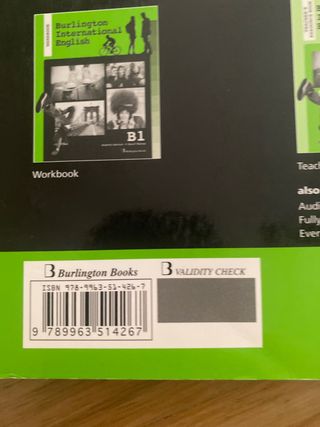 WORKBOOK
Burlington
International
English
B1
Workbook
Teac
also
Audi
Fully
Ever
B Burlington Books
B VALIDITY CHECK
ISBN 978-9963-51-426-7
9 789963 514267